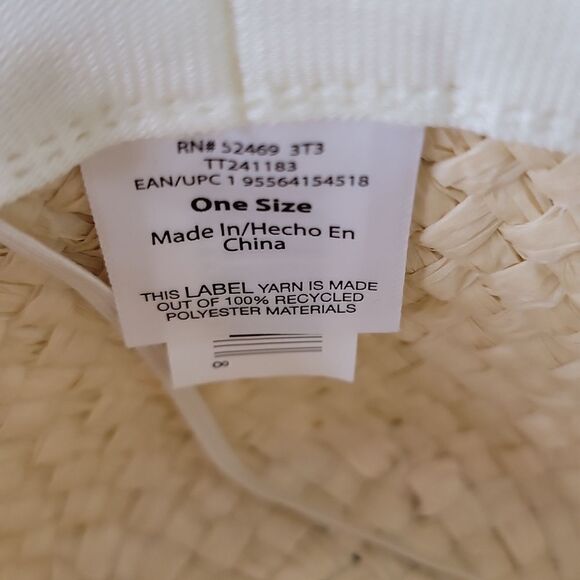 RN# 52469 3T3
TT241183
EAN/UPC 1 95564154518
One Size
Made In/Hecho En
China
THIS LABEL YARN IS MADE
OUT OF 100% RECYCLED
POLYESTER MATERIALS
8